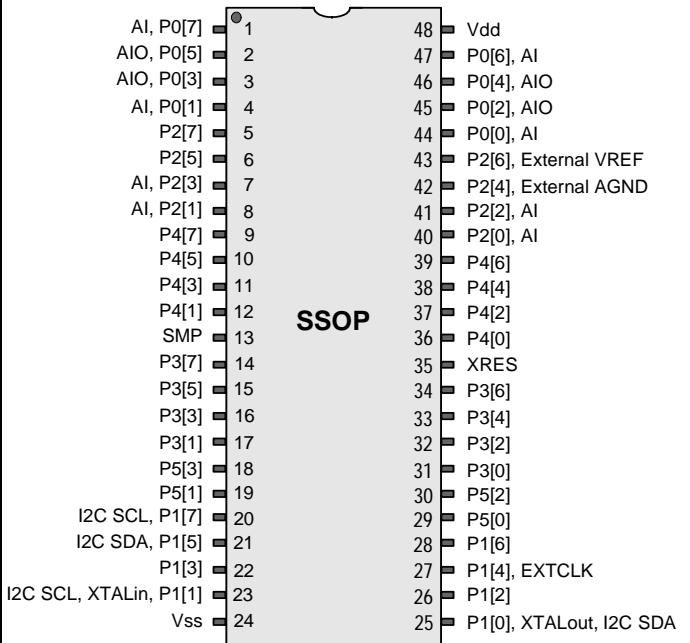 AI, P0[7] 1 48 Vdd
AIO, P0[5] 2 47 P0[6], AI
AIO, P0[3] 3 46 P0[4], AIO
AI, P0[1] 4 45 P0[2], AIO
P2[7] 5 44 P0[0], AI
P2[5] 6 43 P2[6], External VREF
AI, P2[3] 7 42 P2[4], External AGND
AI, P2[1] 8 41 P2[2], AI
P4[7] 9 40 P2[0], AI
P4[5] 10 39 P4[6]
P4[3] 11 38 P4[4]
P4[1] 12 37 P4[2]
SSOP
SMP 13 36 P4[0]
P3[7] 14 35 XRES
P3[5] 15 34 P3[6]
P3[3] 16 33 P3[4]
P3[1] 17 32 P3[2]
P5[3] 18 31 P3[0]
P5[1] 19 30 P5[2]
I2C SCL, P1[7] 20 29 P5[0]
I2C SDA, P1[5] 21 28 P1[6]
P1[3] 22 27 P1[4], EXTCLK
I2C SCL, XTALin, P1[1] 23 26 P1[2]
Vss 24 25 P1[0], XTALout, I2C SDA